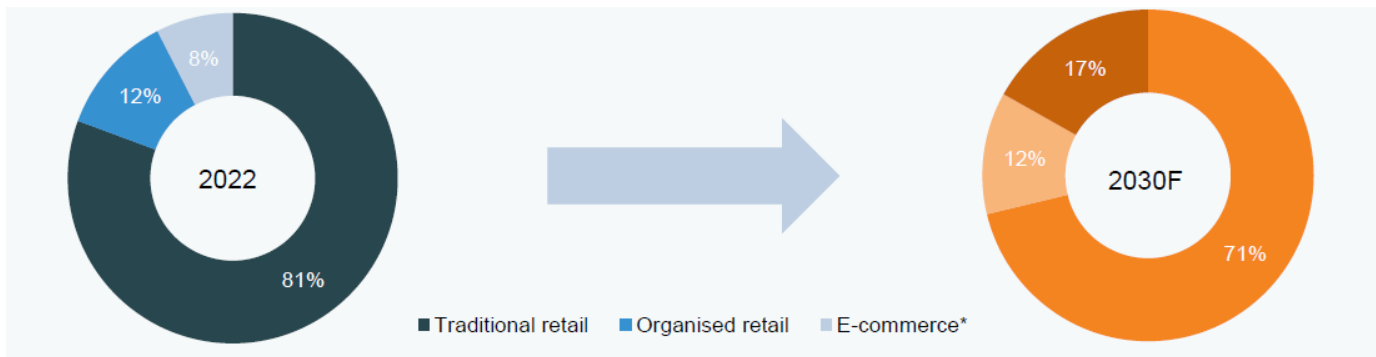 8%
17%
12%
12%
2022
2030F
71%
81%
Traditional retail
Organised retail
E-commerce*